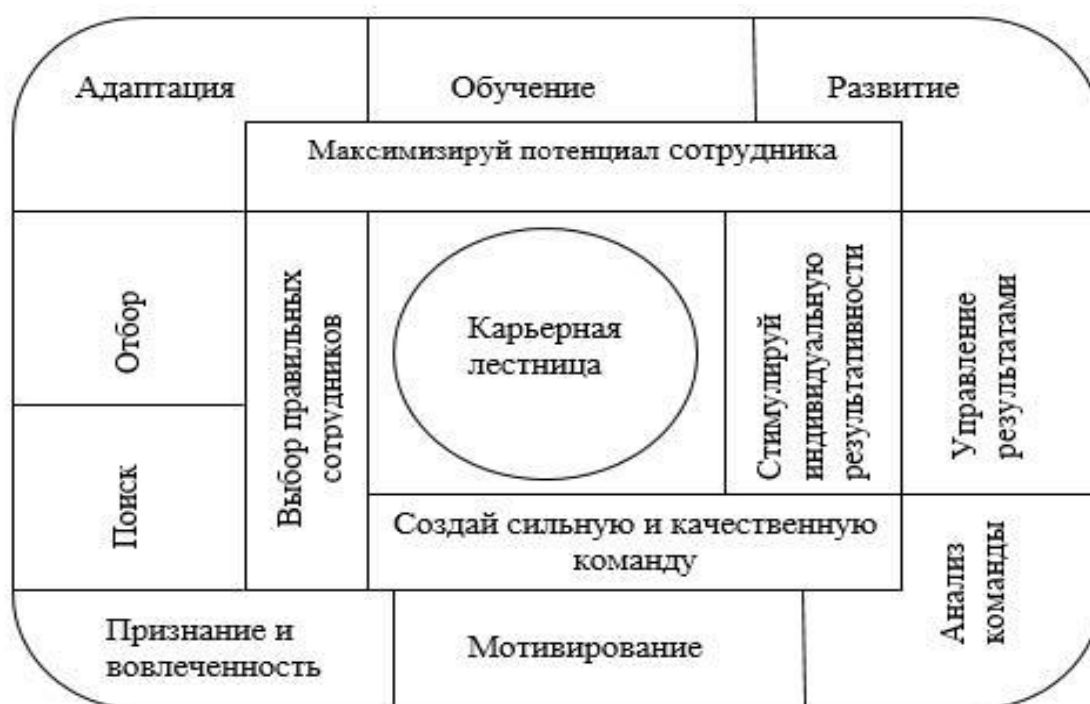 Адаптация
Обучение
Развитие
Максимизируй потенциал сотрудника
Отбор
Поиск
Выбор правильных
сотрудников
Карьерная
лестница
Стимулируй
индивидуальную
результативности
Управление
результатами
Создай сильную и качественную
команду
Анализ
команды
Признание и
вовлеченность
Мотивирование